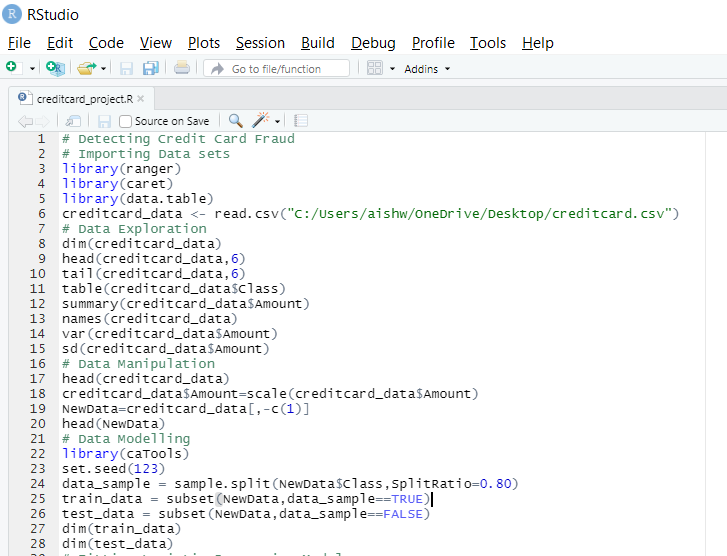 RStudio
File Edit Code View Plots Session Build Debug Profile Tools Help
Go to file/function Addins
creditcard_project.R
Source on Save
1 # Detecting Credit Card Fraud
2 # Importing Data sets
3 library(ranger)
4 library(caret)
5 library(data.table)
6 creditcard_data <- read.csv("C:/Users/aishw/OneDrive/Desktop/creditcard.csv")
7 # Data Exploration
8 dim(creditcard_data)
9 head(creditcard_data,6)
10 tail(creditcard_data,6)
11 table(creditcard_data$Class)
12 summary(creditcard_data$Amount)
13 names(creditcard_data)
14 var(creditcard_data$Amount)
15 sd(creditcard_data$Amount)
16 # Data Manipulation
17 head(creditcard_data)
18 creditcard_data$Amount=scale(creditcard_data$Amount)
19 NewData=creditcard_data[,-c(1)]
20 head(NewData)
21 # Data Modelling
22 library(caTools)
23 set.seed(123)
24 data_sample = sample.split(NewData$Class,SplitRatio=0.80)
25 train_data = subset(NewData,data_sample==TRUE)
26 test_data = subset(NewData,data_sample==FALSE)
27 dim(train_data)
28 dim(test_data)